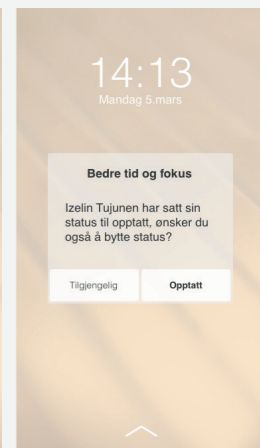 14:13
Mandag 5.mars
Bedre tid og fokus
Izelin Tujunen har satt sin
status til opptatt, ønsker du
også å bytte status?
Tilgjengelig
Opptatt